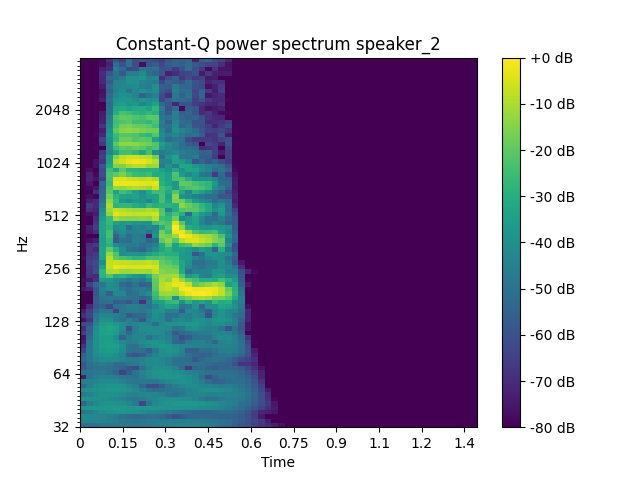 Constant-Q power spectrum speaker_2
Hz
2048
1024
512
256
128
64
32
0 0.15 0.3 0.45 0.6 0.75 0.9 1.1 1.2 1.4
Time
+0 dB
-10 dB
-20 dB
-30 dB
-40 dB
-50 dB
-60 dB
-70 dB
-80 dB